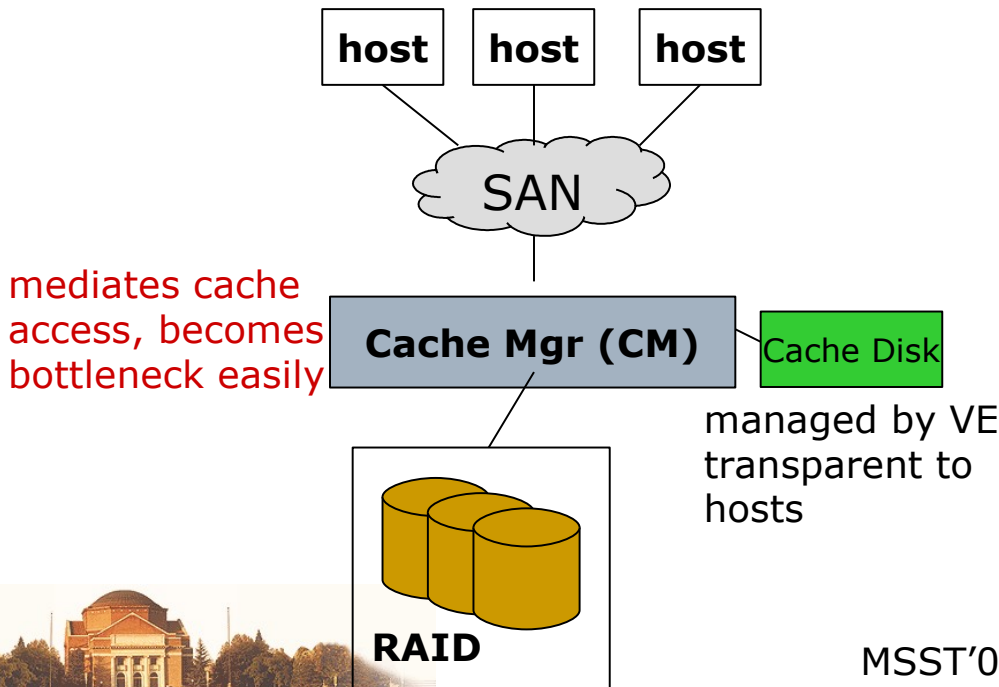 host
host
host
SAN
mediates cache
access, becomes
bottleneck easily
Cache Mgr (CM)
Cache Disk
managed by VE
transparent to
hosts
RAID
MSST'0